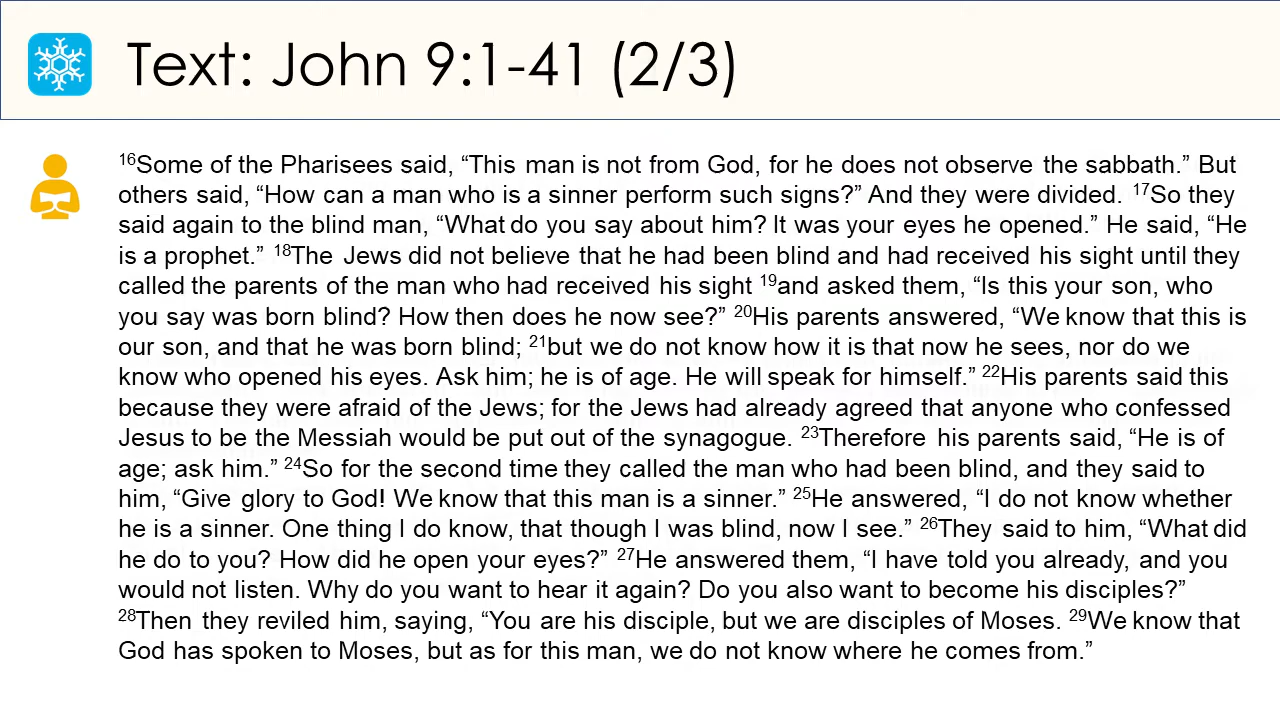 Text: John 9:1-41 (2/3)
16Some of the Pharisees said, “This man is not from God, for he does not observe the sabbath.” But
others said, “How can a man who is a sinner perform such signs?” And they were divided. 17So they
said again to the blind man, “What do you say about him? It was your eyes he opened.” He said, “He
is a prophet.” 18The Jews did not believe that he had been blind and had received his sight until they
called the parents of the man who had received his sight 19and asked them, “Is this your son, who
you say was born blind? How then does he now see?” 20His parents answered, “We know that this is
our son, and that he was born blind; 21but we do not know how it is that now he sees, nor do we
know who opened his eyes. Ask him; he is of age. He will speak for himself.” 22His parents said this
because they were afraid of the Jews; for the Jews had already agreed that anyone who confessed
Jesus to be the Messiah would be put out of the synagogue. 23Therefore his parents said, “He is of
age; ask him.” 24So for the second time they called the man who had been blind, and they said to
him, “Give glory to God! We know that this man is a sinner.” 25He answered, “I do not know whether
he is a sinner. One thing I do know, that though I was blind, now I see.” 26They said to him, “What did
he do to you? How did he open your eyes?” 27He answered them, “I have told you already, and you
would not listen. Why do you want to hear it again? Do you also want to become his disciples?”
28Then they reviled him, saying, “You are his disciple, but we are disciples of Moses. 29We know that
God has spoken to Moses, but as for this man, we do not know where he comes from.”